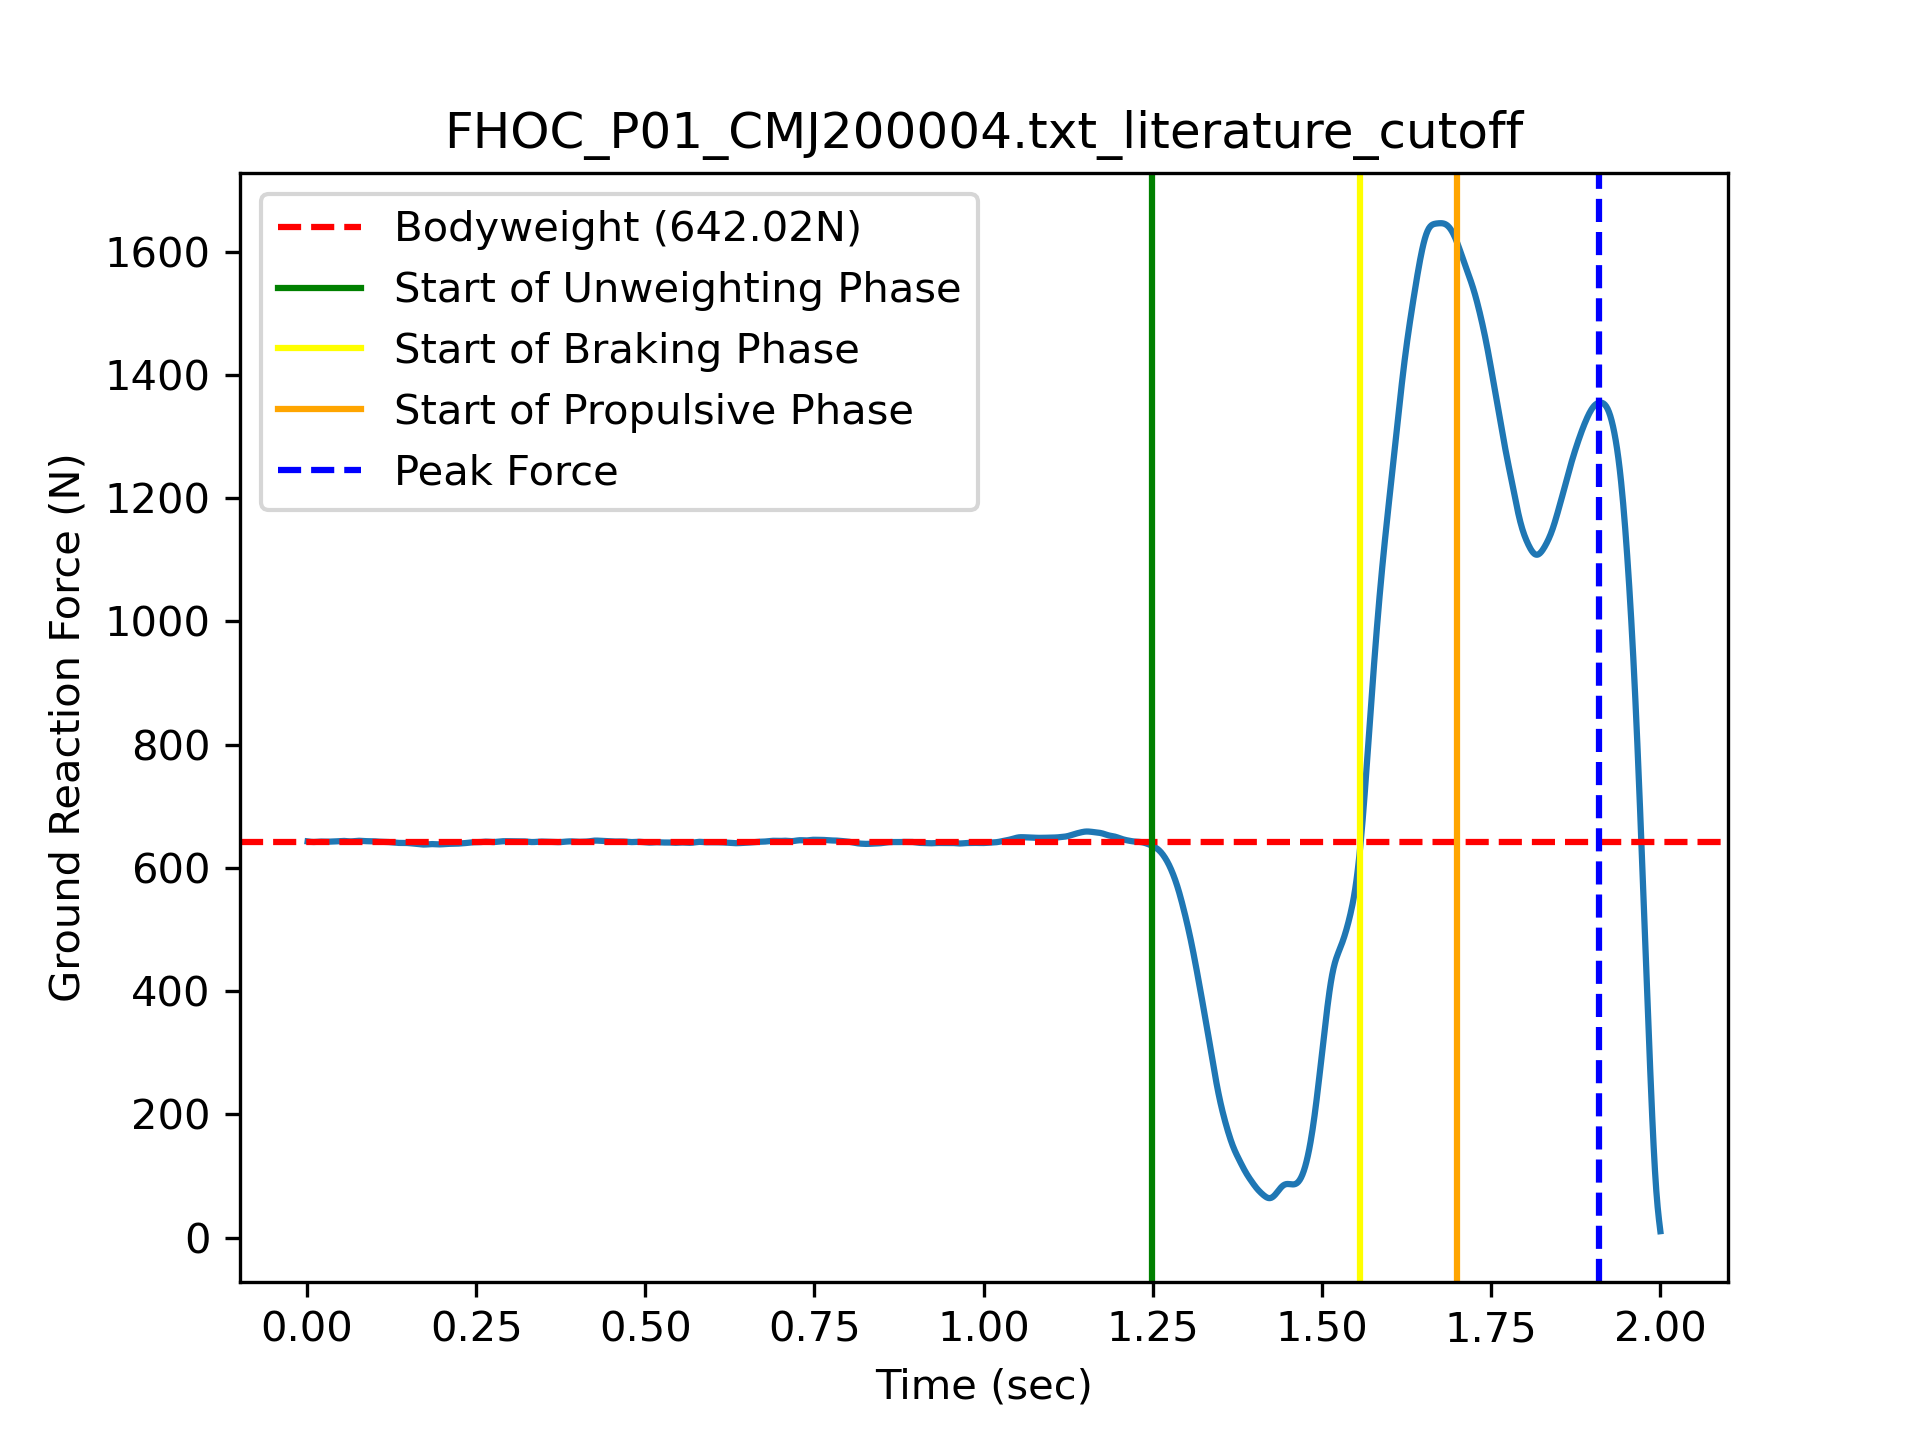 FHOC_P01_CMJ200004.txt_literature_cutoff
Bodyweight (642.02N)
Start of Unweighting Phase
Start of Braking Phase
Start of Propulsive Phase
Peak Force
Ground Reaction Force (N)
1600
1400
1200
1000
800
600
400
200
0
0.00 0.25 0.50 0.75 1.00 1.25 1.50 1.75 2.00
Time (sec)